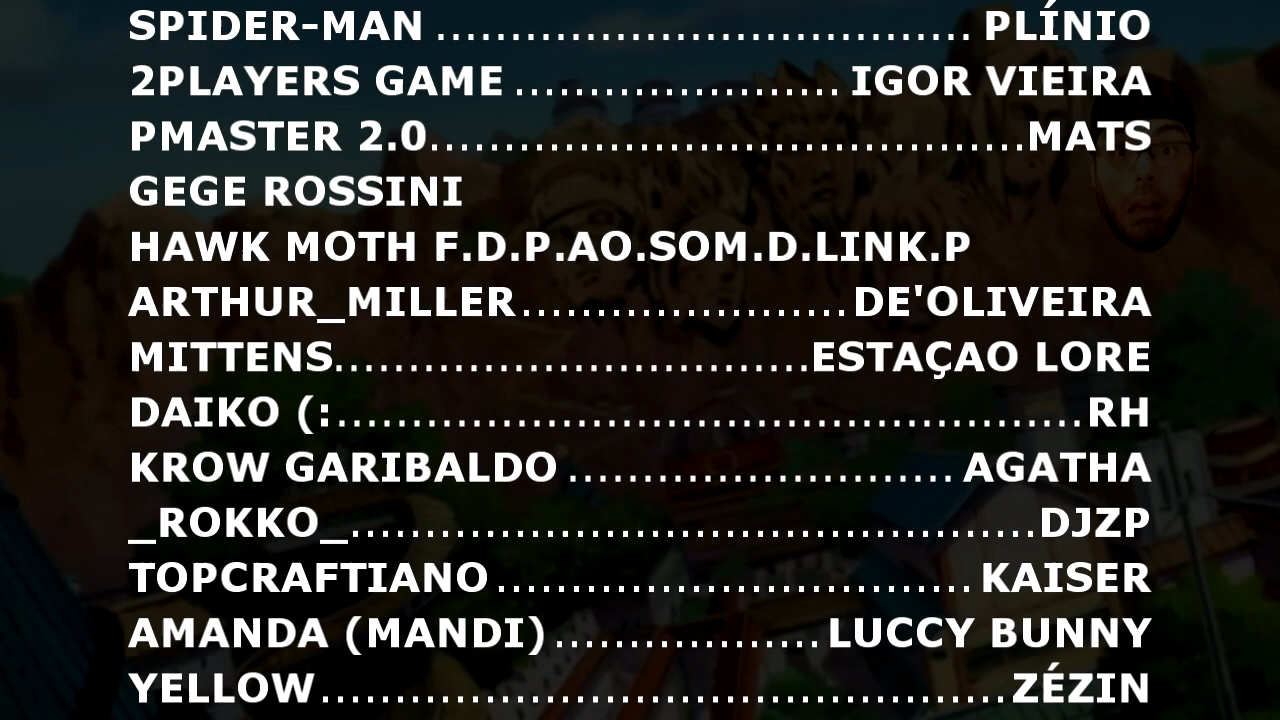 SPIDER-MAN .................................... PLÍNIO
2PLAYERS GAME ...................... IGOR VIEIRA
PMASTER 2.0........................................MATS
GEGE ROSSINI
HAWK MOTH F.D.P.AO.SOM.D.LINK.P
ARTHUR_MILLER......................DE'OLIVEIRA
MITTENS................................ESTAÇAO LORE
DAIKO (:..................................................RH
KROW GARIBALDO .......................... AGATHA
_ROKKO_..............................................DJZP
TOPCRAFTIANO ................................ KAISER
AMANDA (MANDI)..................LUCCY BUNNY
YELLOW..............................................ZÉZIN